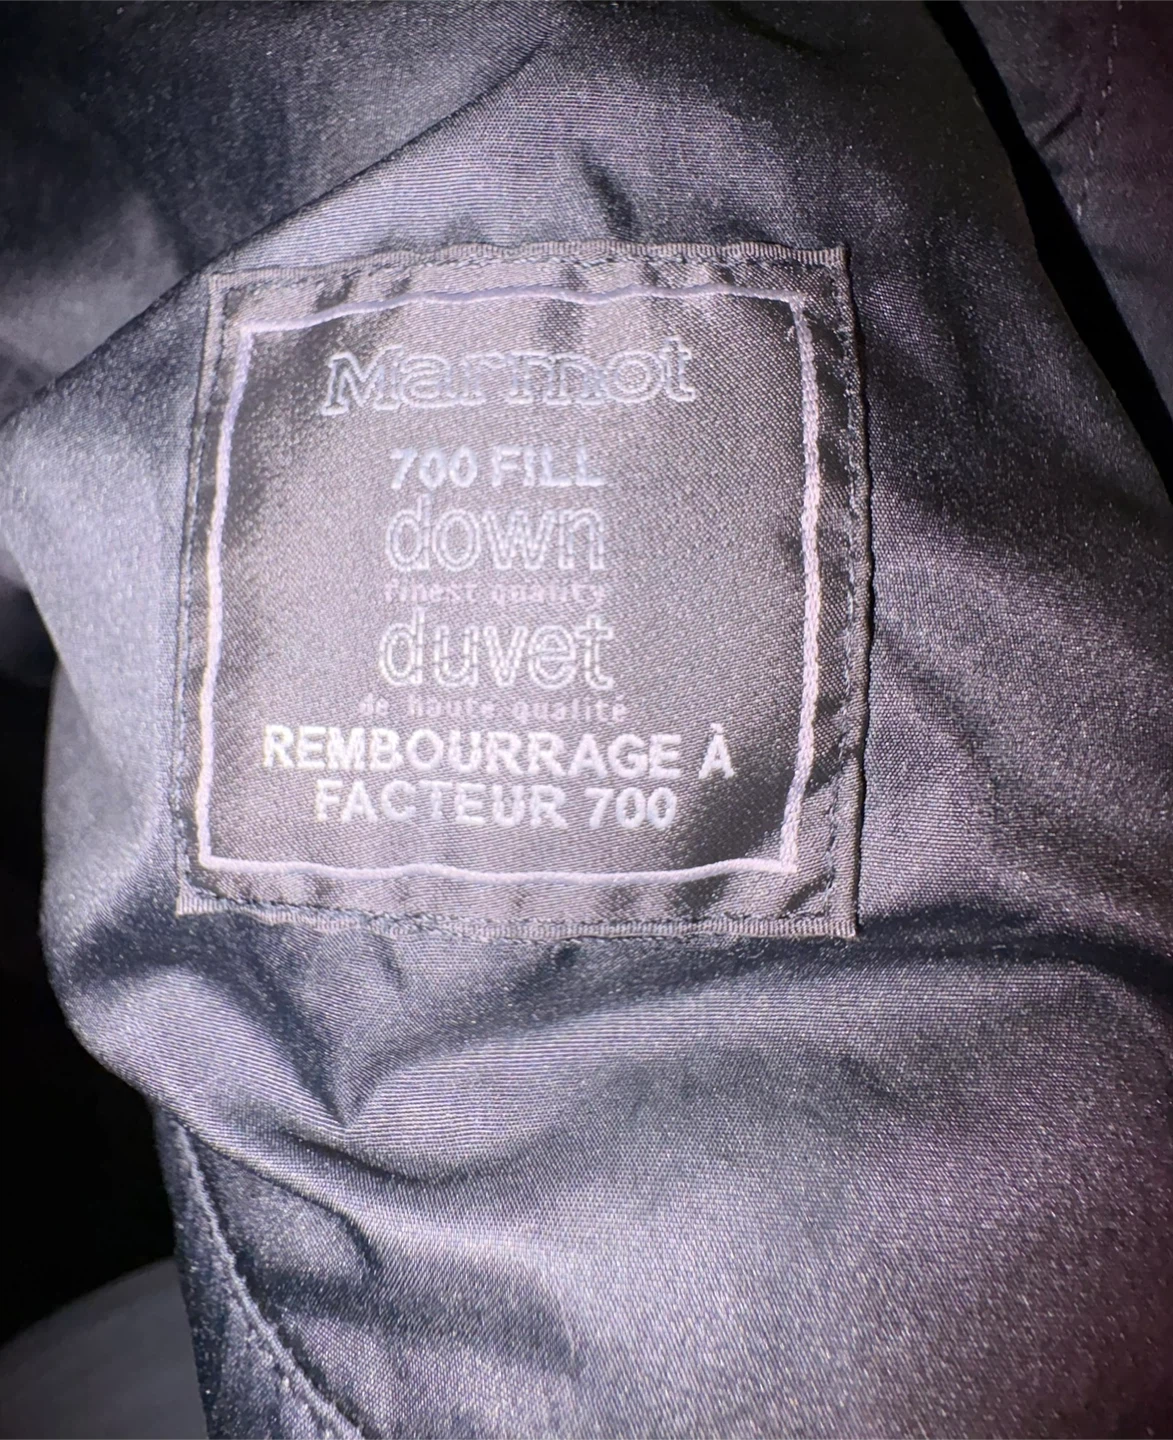 Marmot
700 FILL
down
finest quality
duvet
de haute qualité
REMBOURRAGE À
FACTEUR 700